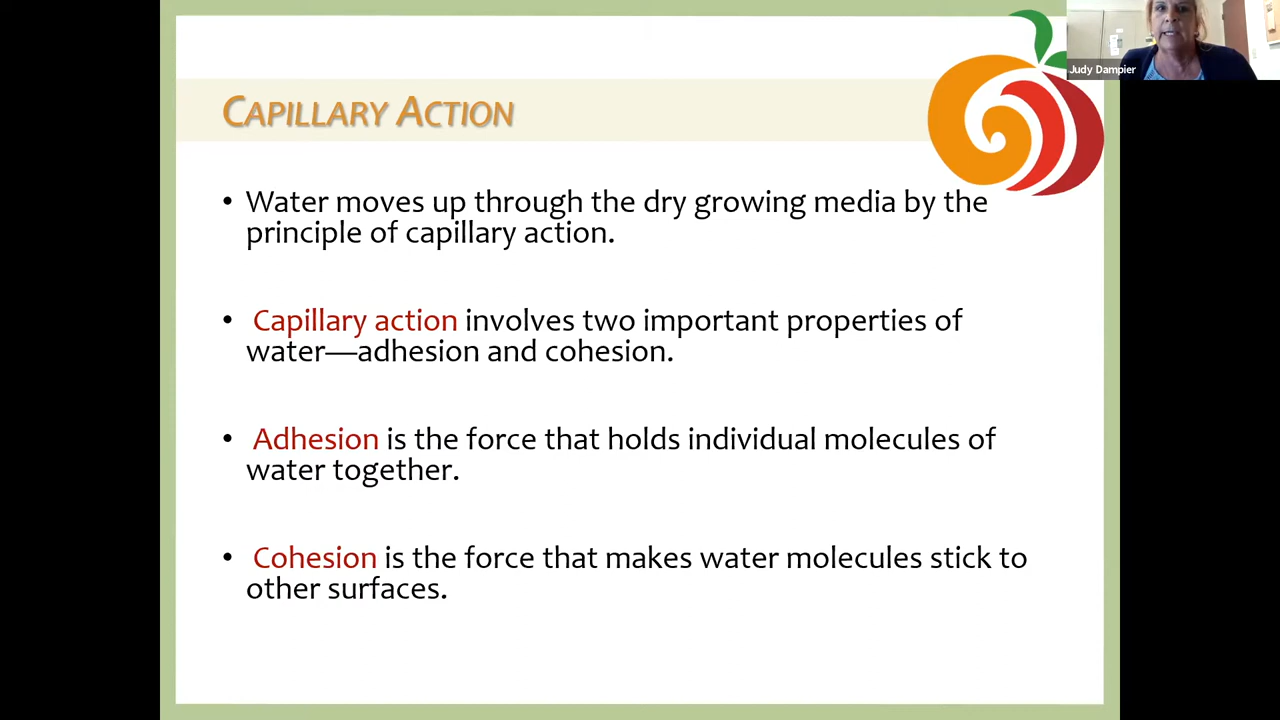 CAPILLARY ACTION
Judy Dampier
• Water moves up through the dry growing media by the
principle of capillary action.
• Capillary action involves two important properties of
water—adhesion and cohesion.
• Adhesion is the force that holds individual molecules of
water together.
• Cohesion is the force that makes water molecules stick to
other surfaces.